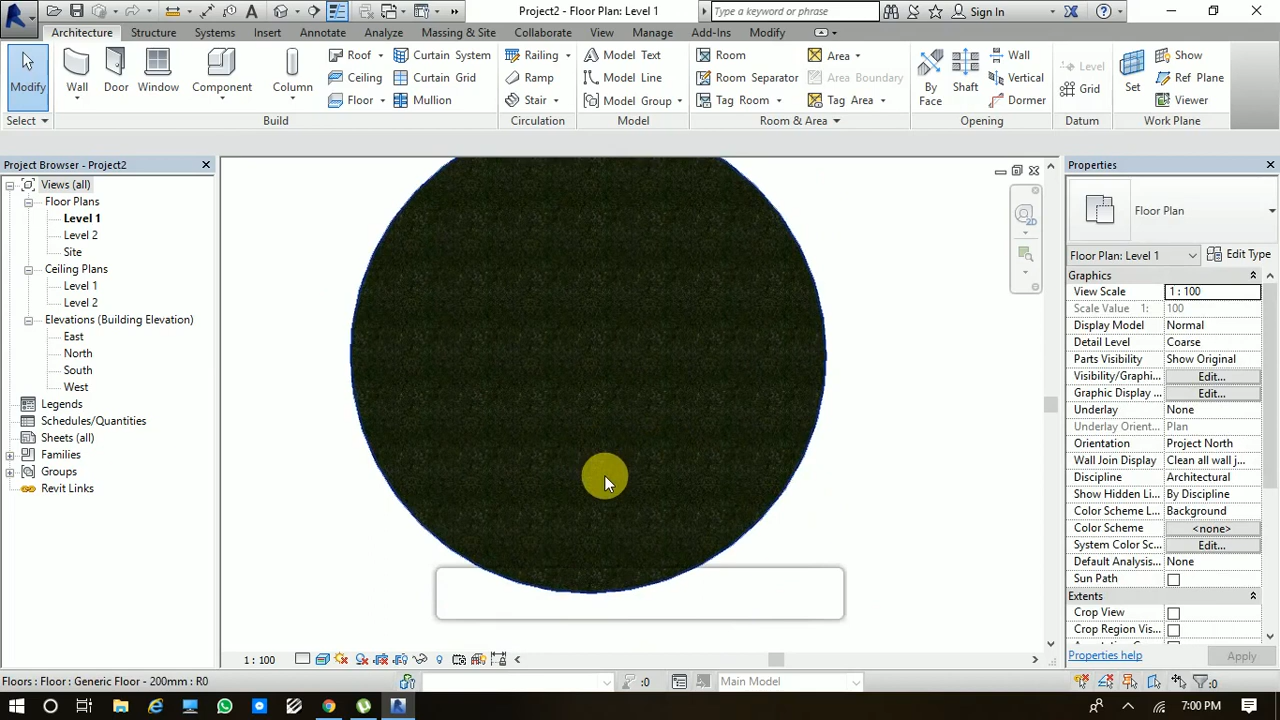 Project2 - Floor Plan: Level 1
Type a keyword or phrase
Sign In
Architecture Structure Systems Insert Annotate Analyze Massing & Site Collaborate View Manage Add-Ins Modify
Modify
Wall
Door
Window
Component
Column
Roof
Ceiling
Floor
Curtain System
Curtain Grid
Mullion
Railing
Ramp
Stair
Model Text
Model Line
Model Group
Room
Room Separator
Tag Room
Area
Area Boundary
Tag Area
By Face
Shaft
Wall
Vertical
Dormer
Level
Grid
Set
Show
Ref Plane
Viewer
Select Build Circulation Model Room & Area Opening Datum Work Plane
Project Browser - Project2
Views (all)
Floor Plans
Level 1
Level 2
Site
Ceiling Plans
Level 1
Level 2
Elevations (Building Elevation)
East
North
South
West
Legends
Schedules/Quantities
Sheets (all)
Families
Groups
Revit Links
2D
Properties
Floor Plan
Floor Plan: Level 1 Edit Type
Graphics
View Scale 1 : 100
Scale Value 1: 100
Display Model Normal
Detail Level Coarse
Parts Visibility Show Original
Visibility/Graphi... Edit...
Graphic Display ... Edit...
Underlay None
Underlay Orient... Plan
Orientation Project North
Wall Join Display Clean all wall j...
Discipline Architectural
Show Hidden Li... By Discipline
Color Scheme L... Background
Color Scheme <none>
System Color Sc... Edit...
Default Analysis... None
Sun Path
Extents
Crop View
Crop Region Vis...
Properties help Apply
1 : 100
Floors : Floor : Generic Floor - 200mm : R0
:0
Main Model
:0
7:00 PM